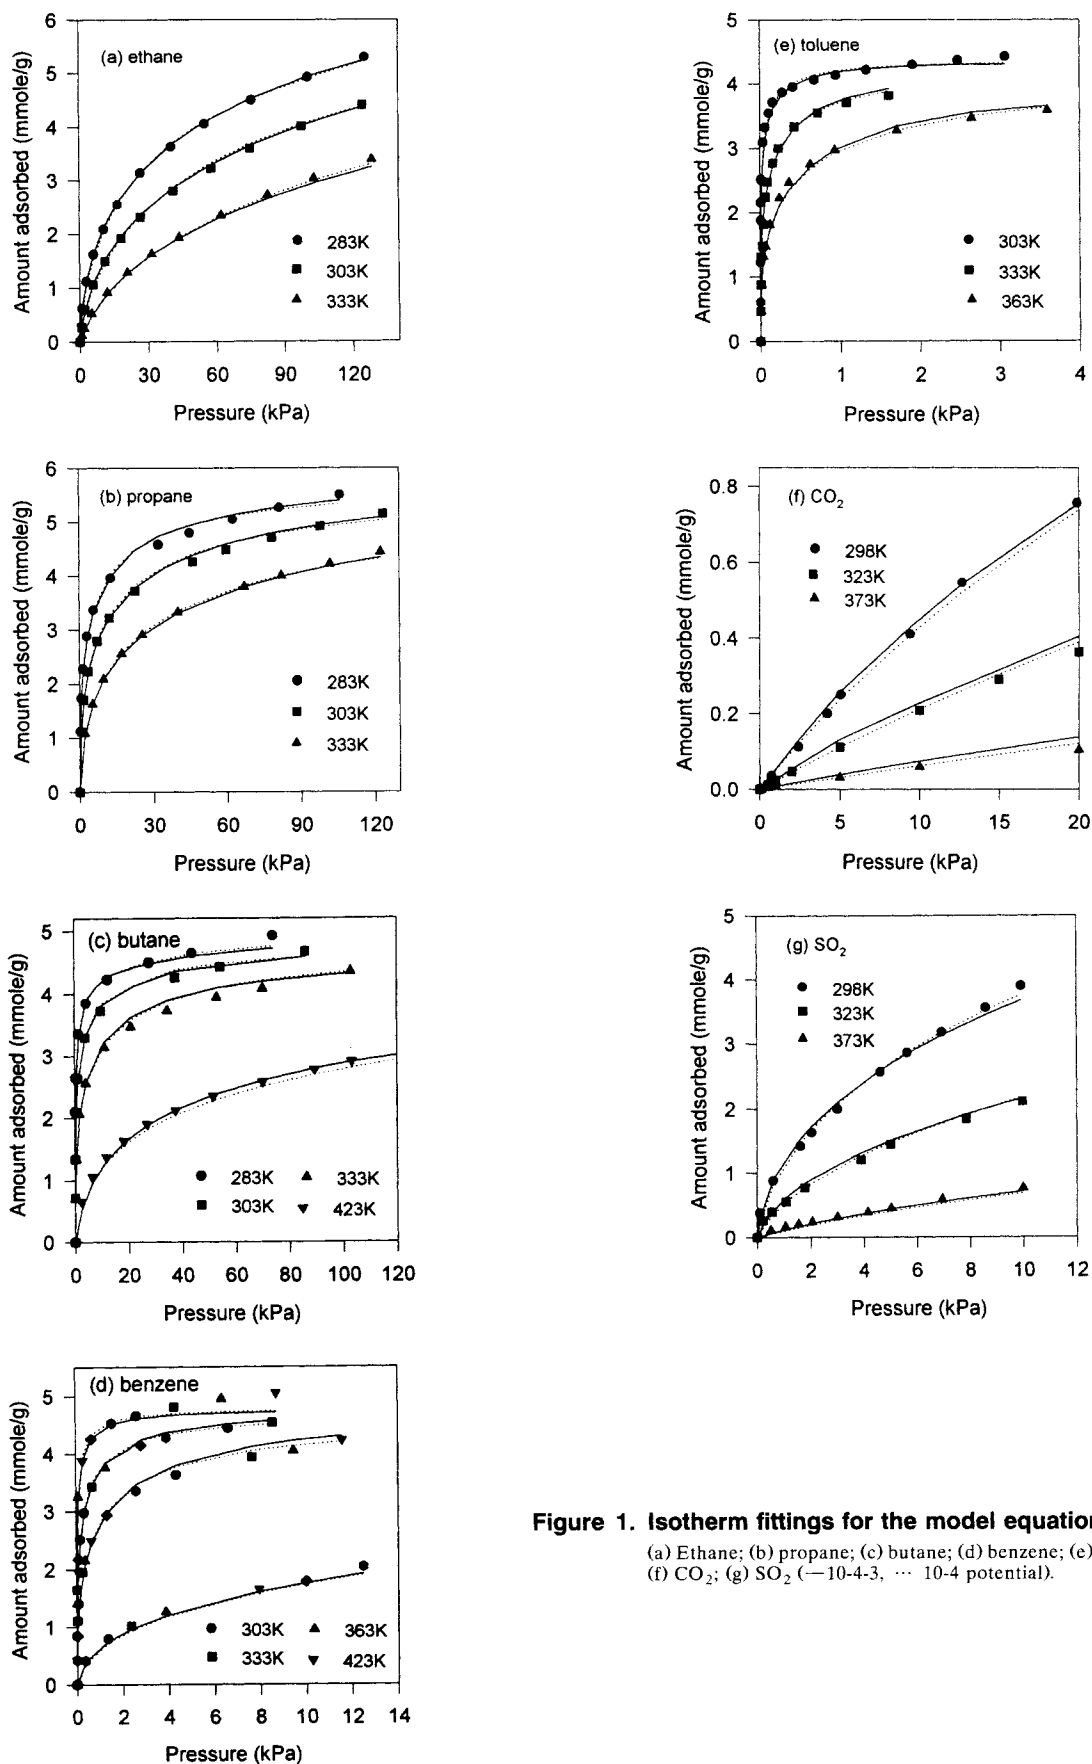 (a) ethane
Amount adsorbed (mmole/g)
6
5
4
3
2
1
0
283K
303K
333K
0 30 60 90 120
Pressure (kPa)
(b) propane
Amount adsorbed (mmole/g)
6
5
4
3
2
1
0
283K
303K
333K
0 30 60 90 120
Pressure (kPa)
(c) butane
Amount adsorbed (mmole/g)
5
4
3
2
1
0
283K 333K
303K 423K
0 20 40 60 80 100 120
Pressure (kPa)
(d) benzene
Amount adsorbed (mmole/g)
5
4
3
2
1
0
303K 363K
333K 423K
0 2 4 6 8 10 12 14
Pressure (kPa)
(e) toluene
Amount adsorbed (mmole/g)
5
4
3
2
1
0
303K
333K
363K
0 1 2 3 4
Pressure (kPa)
(f) CO₂
Amount adsorbed (mmole/g)
0.8
0.6
0.4
0.2
0.0
298K
323K
373K
0 5 10 15 20
Pressure (kPa)
(g) SO₂
Amount adsorbed (mmole/g)
5
4
3
2
1
0
298K
323K
373K
0 2 4 6 8 10 12
Pressure (kPa)
Figure 1. Isotherm fittings for the model equation
(a) Ethane; (b) propane; (c) butane; (d) benzene; (e)
(f) CO₂; (g) SO₂ (—10-4-3, ··· 10-4 potential).